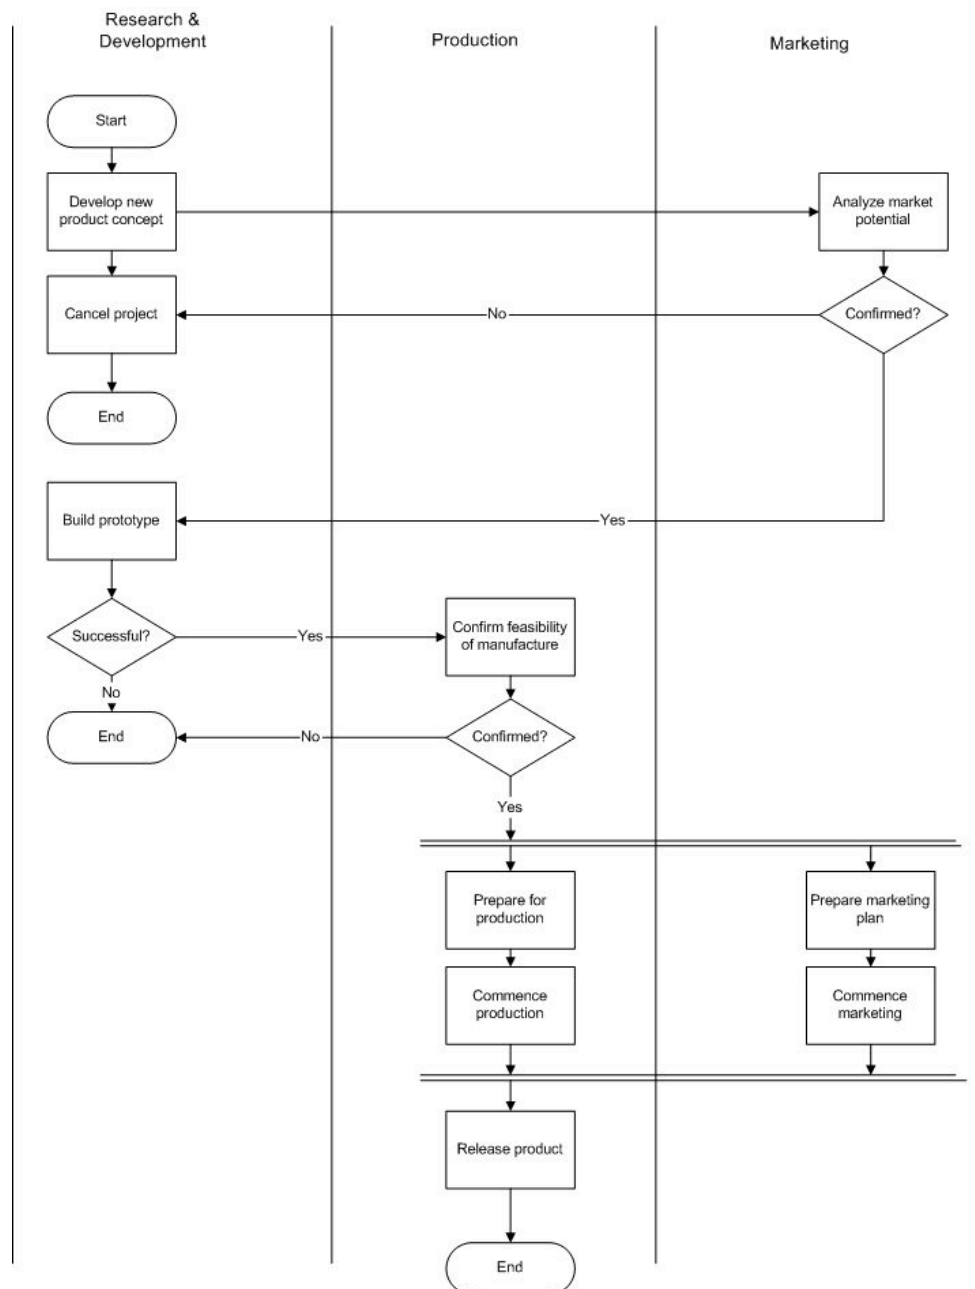 Research &
Development
Production
Marketing
Start
Develop new
product concept
Analyze market
potential
Cancel project
No
Confirmed?
End
Build prototype
Yes
Successful?
Yes
Confirm feasibility
of manufacture
No
End
No
Confirmed?
Yes
Prepare for
production
Prepare marketing
plan
Commence
production
Commence
marketing
Release product
End